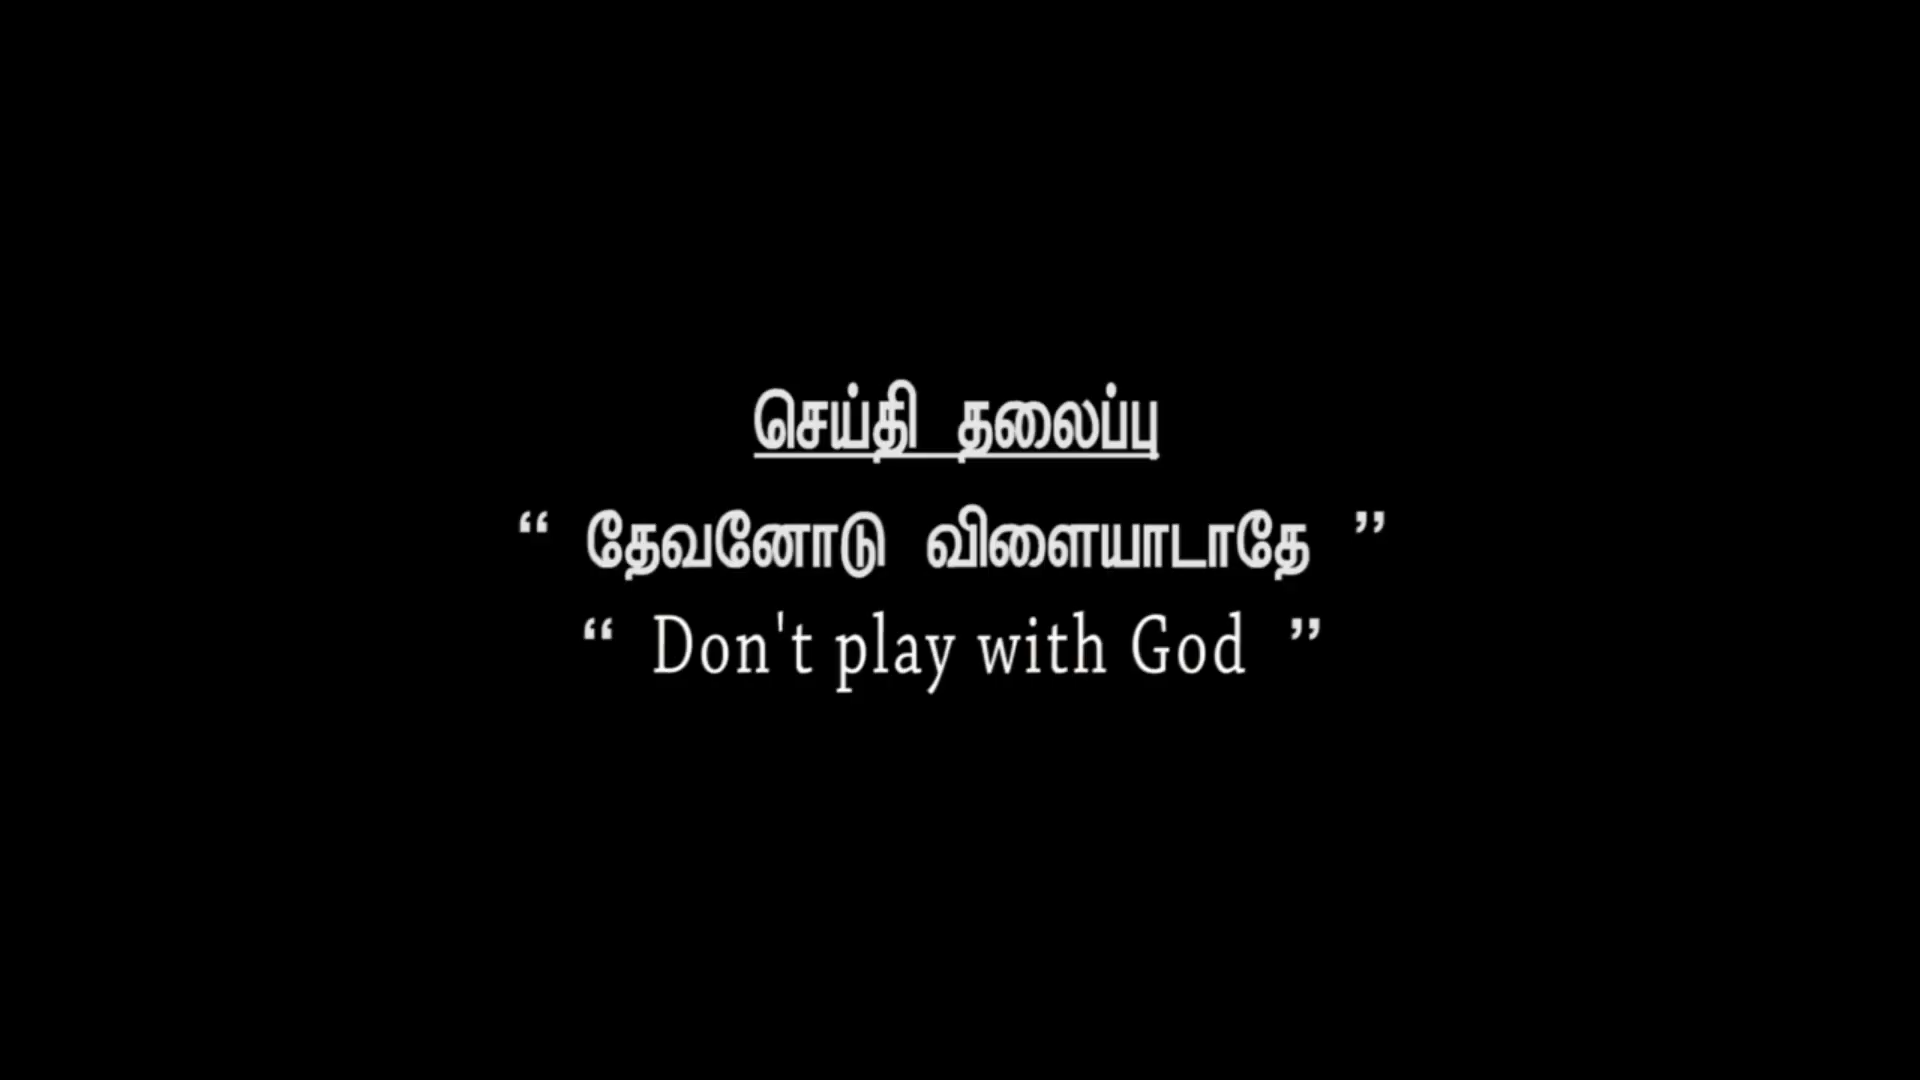 செய்தி தலைப்பு
“ தேவனோடு விளையாடாதே ”
“ Don't play with God ”